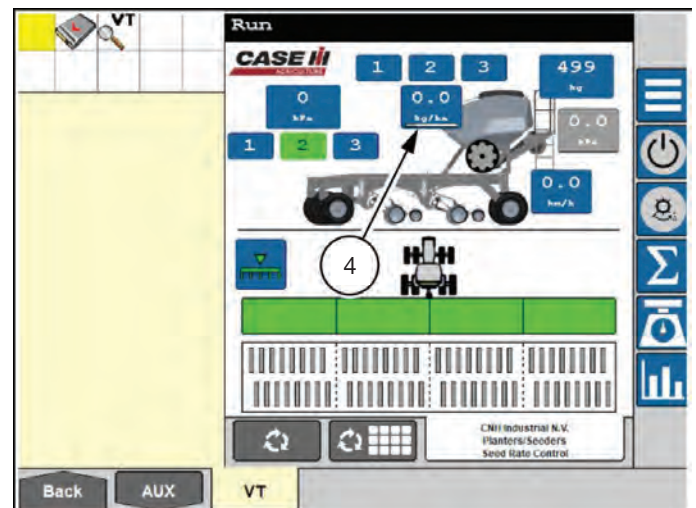 VT
Run
CASE IH
AGRICULTURE
1 2 3
499
kg
0
kPa
0.0
kg/ha
0.0
kPa
1 2 3
0.0
km/h
4
CNH Industrial N.V.
Planters/Seeders
Seed Rate Control
Back AUX VT